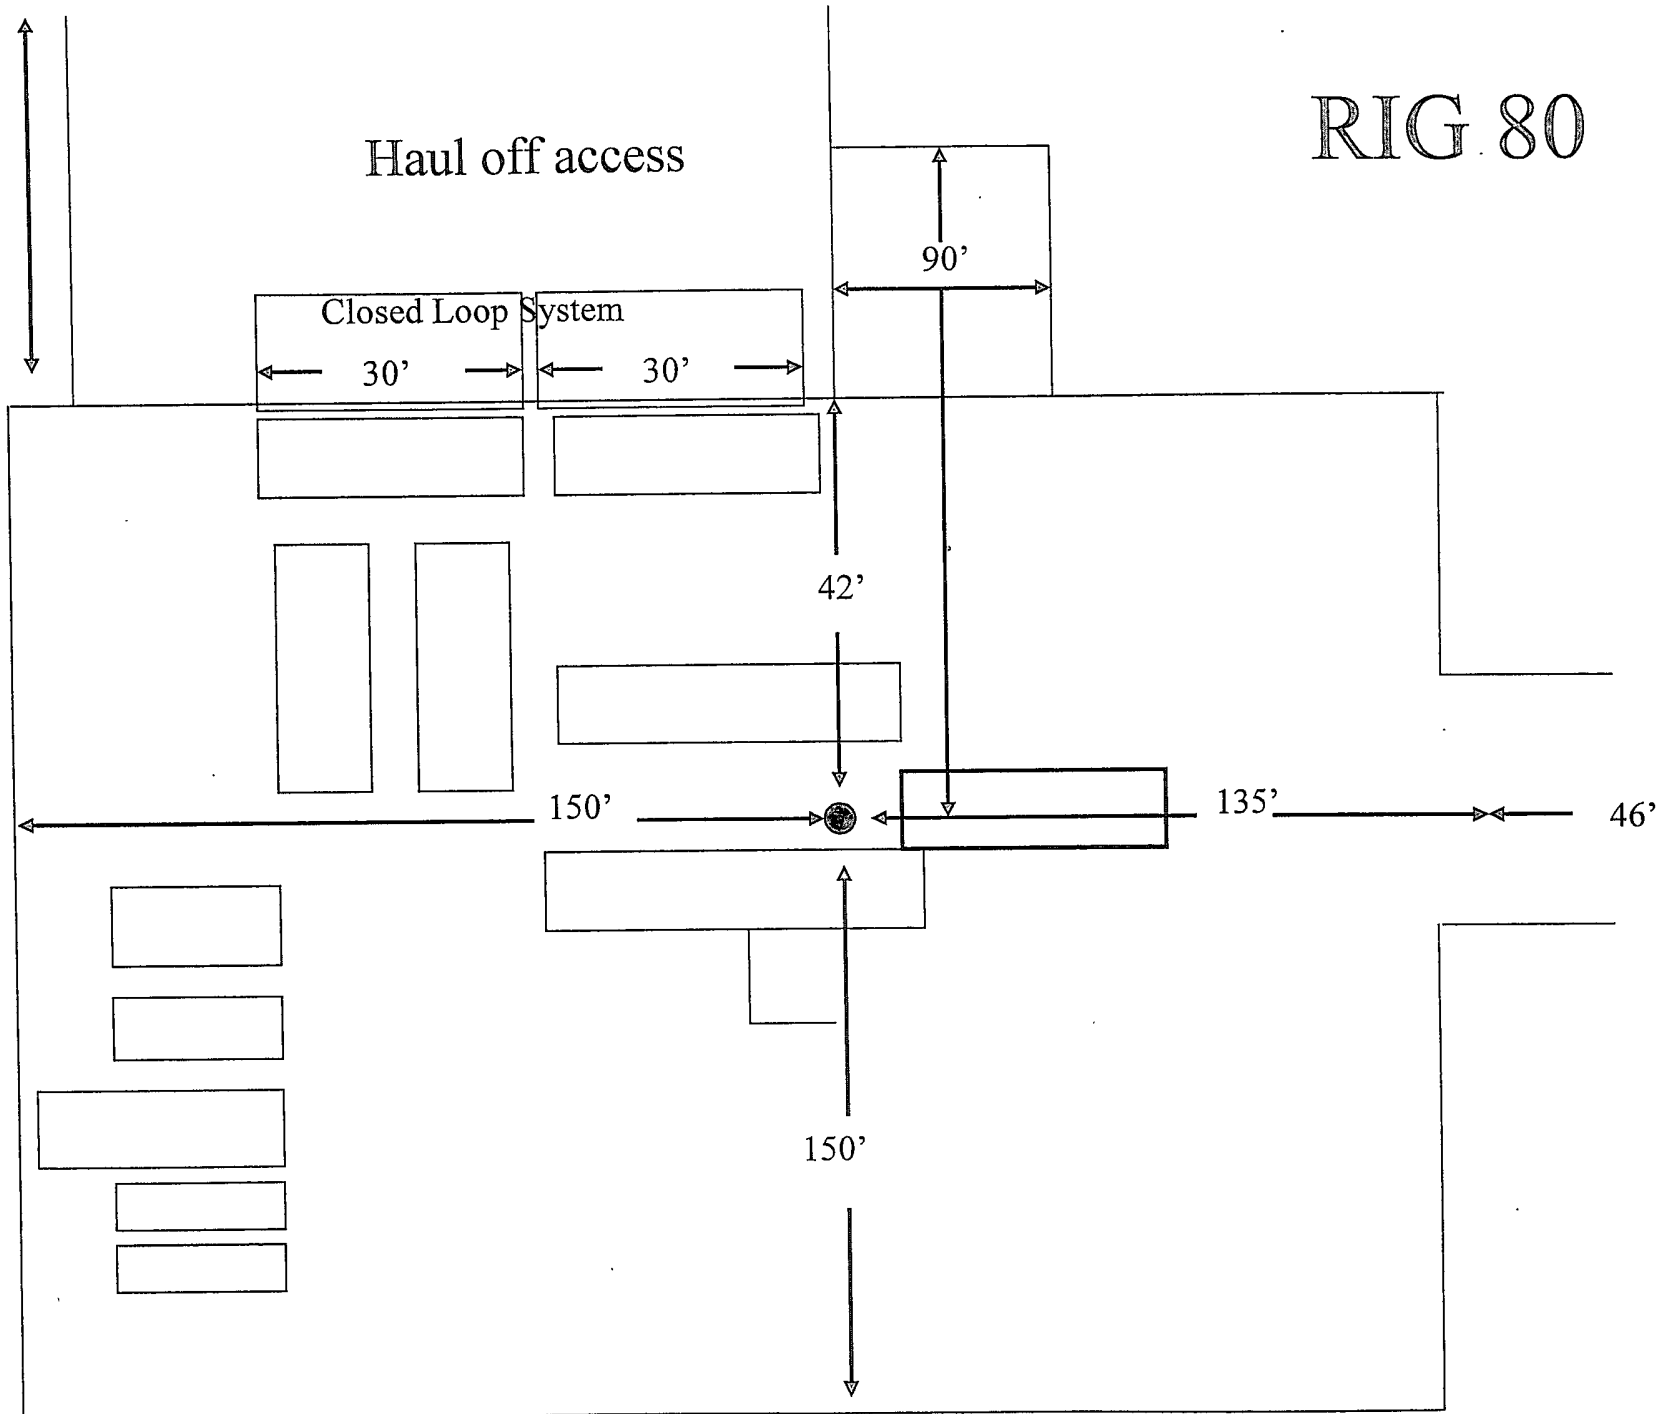 RIG 80
Haul off access
90’
Closed Loop System
30’
30’
42’
150’
135’
46’
150’